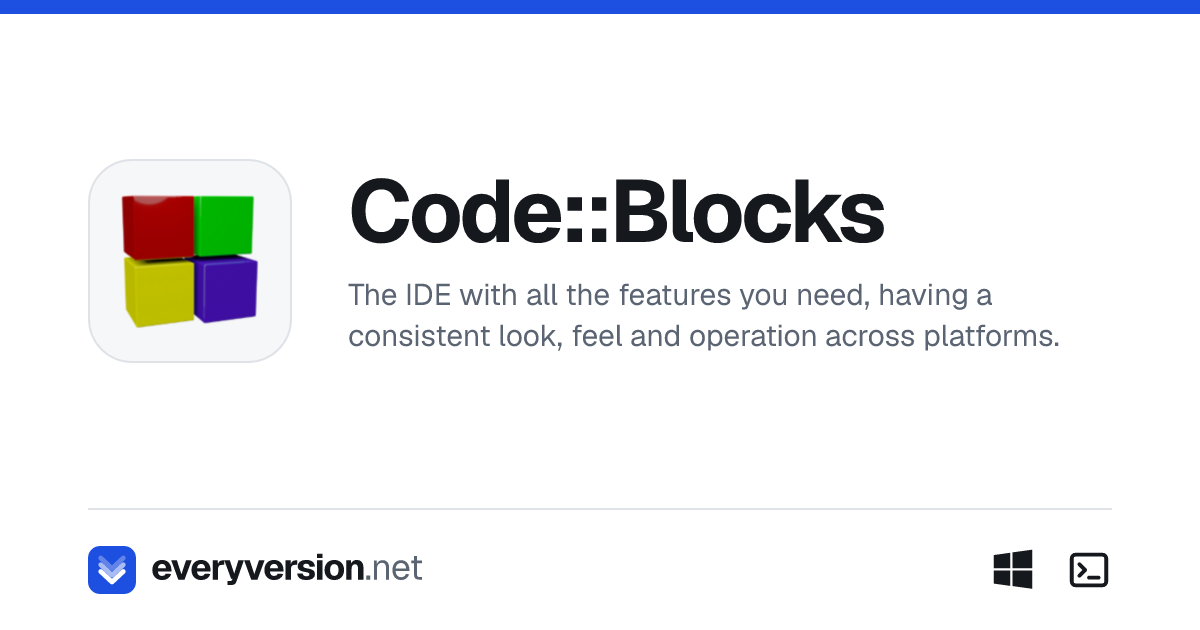 Code::Blocks
The IDE with all the features you need, having a
consistent look, feel and operation across platforms.
everyversion.net